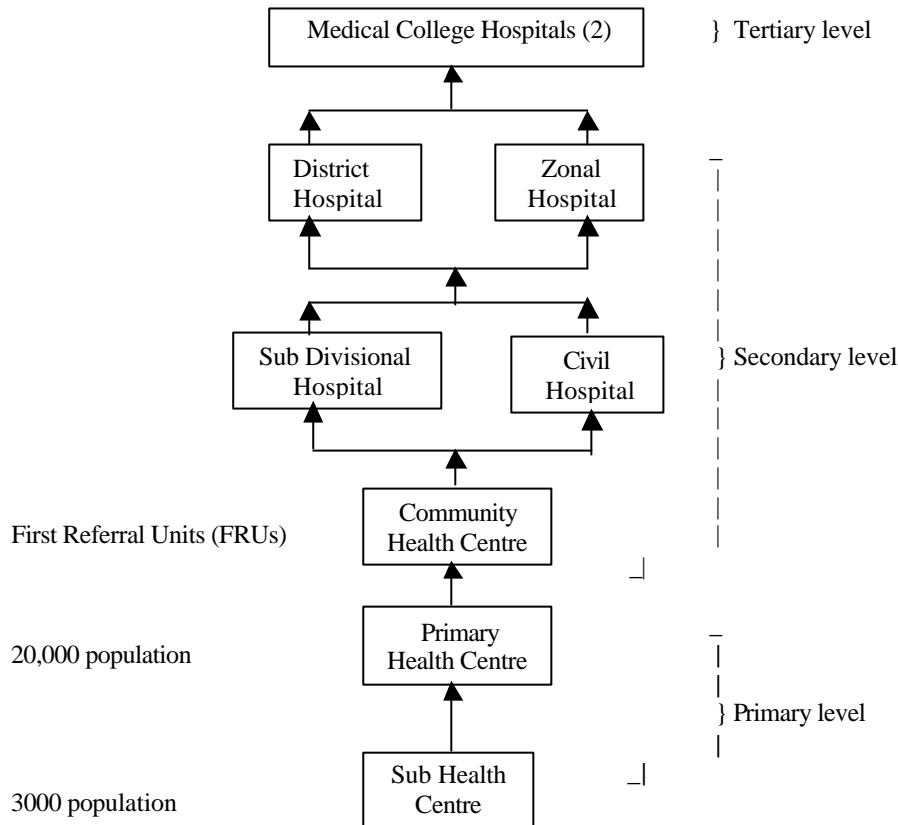 Medical College Hospitals (2)
} Tertiary level
District
Hospital
Zonal
Hospital
Sub Divisional
Hospital
Civil
Hospital
} Secondary level
First Referral Units (FRUs)
Community
Health Centre
20,000 population
Primary
Health Centre
} Primary level
3000 population
Sub Health
Centre